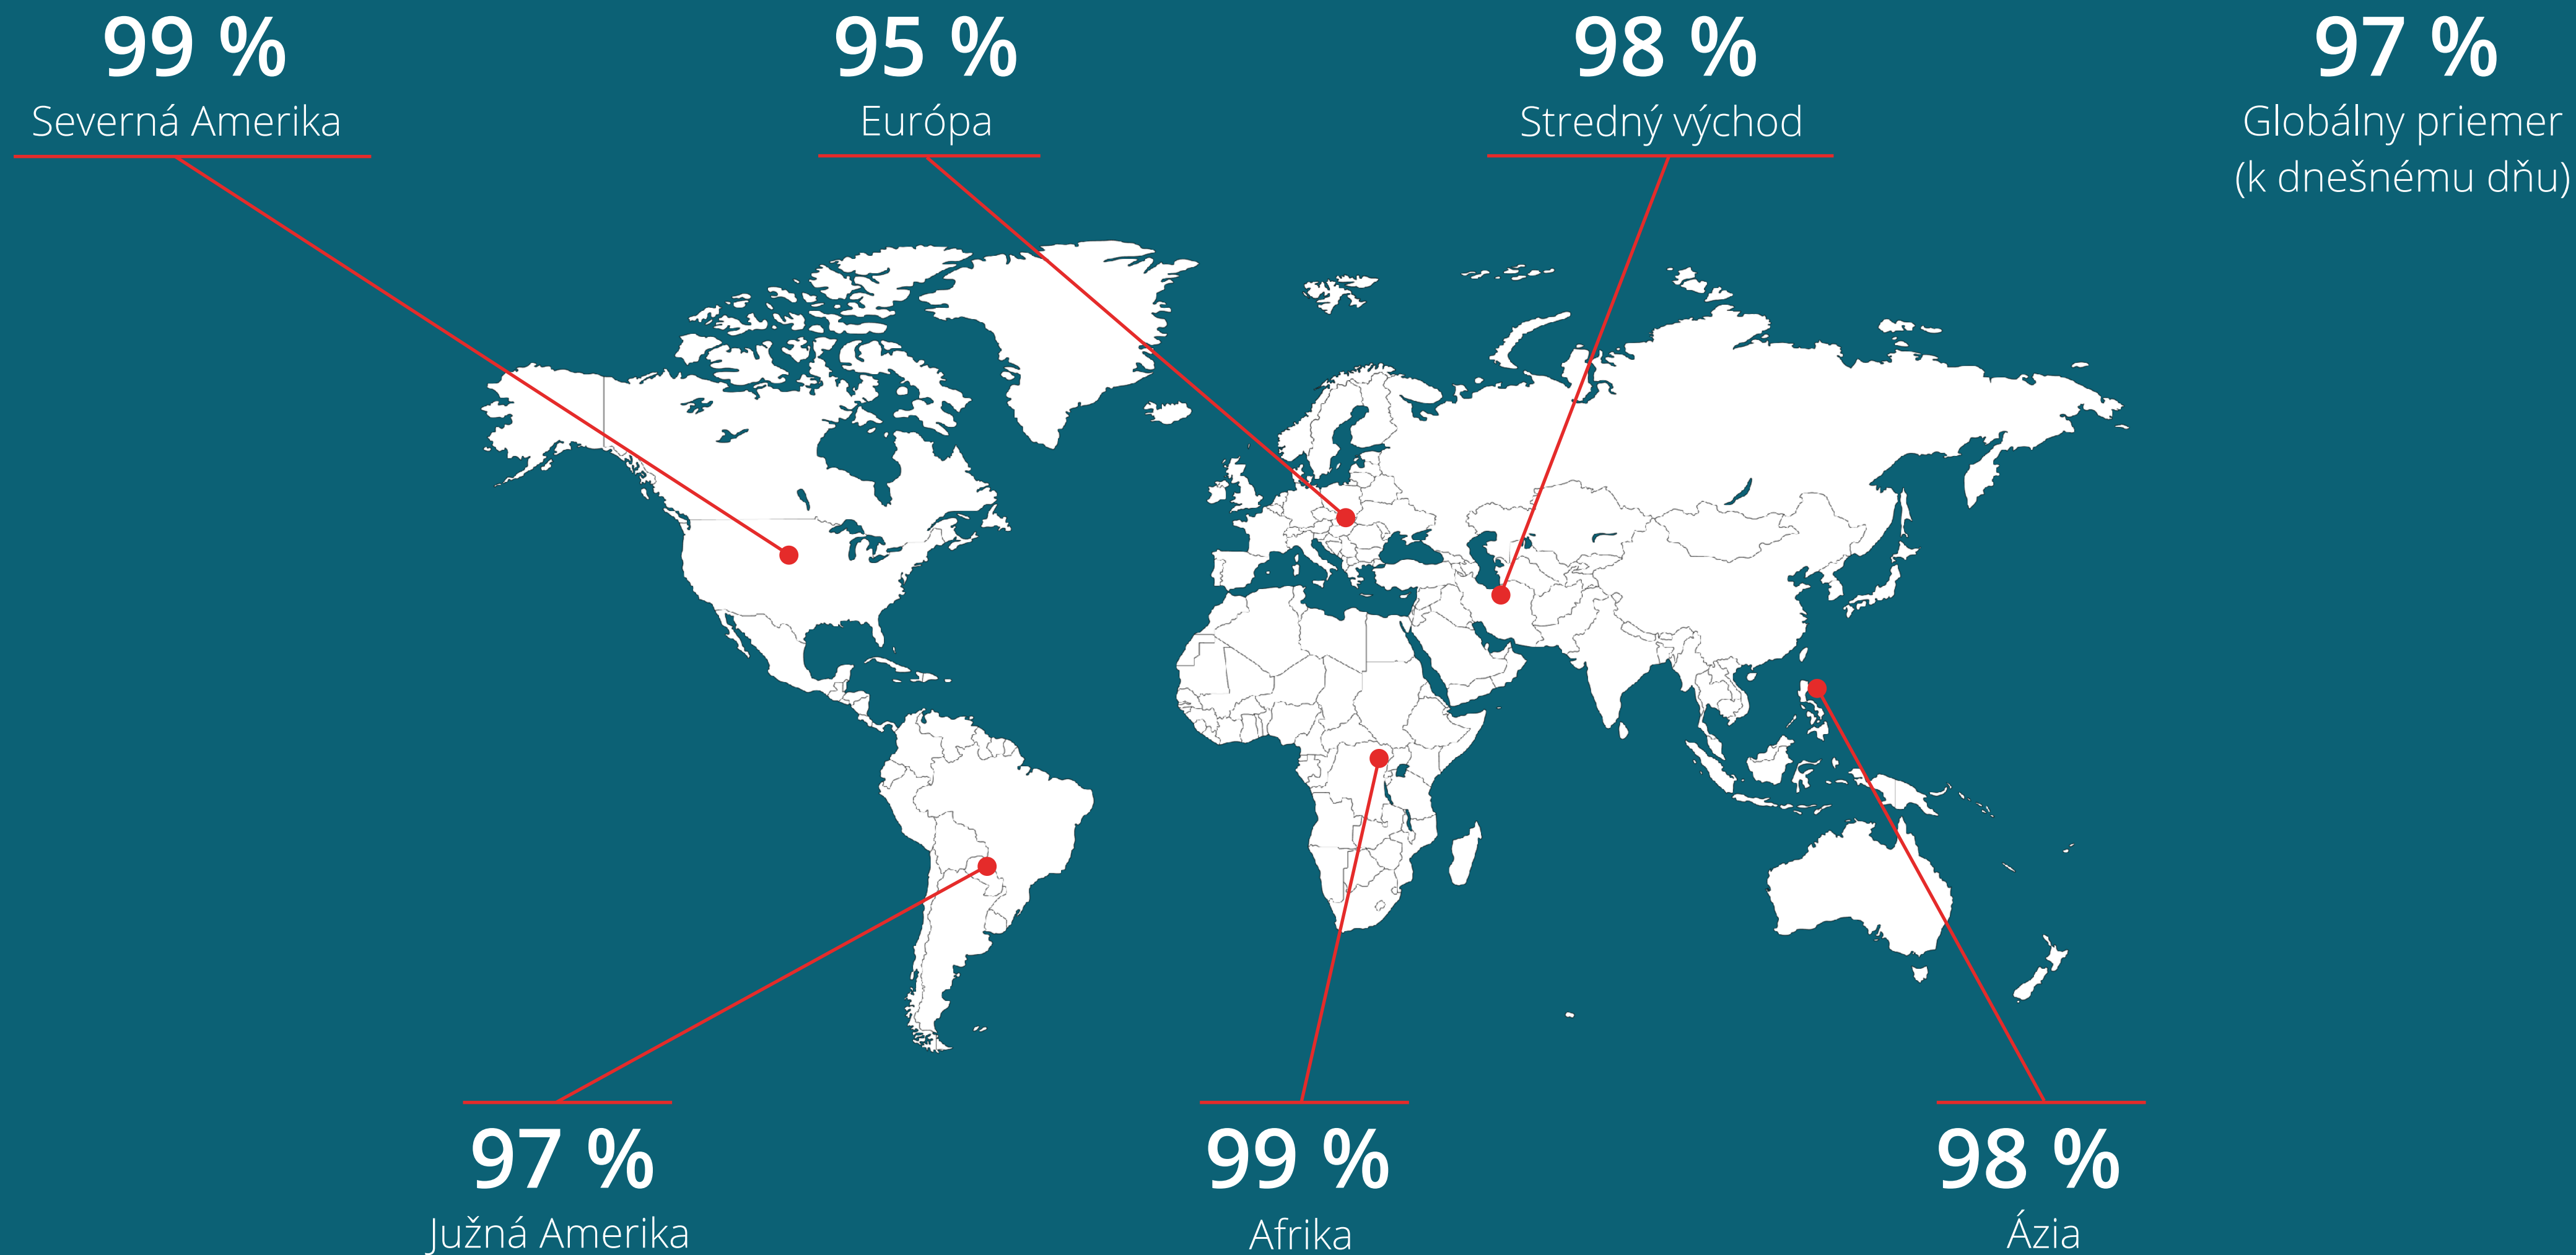 99 %
Severná Amerika
95 %
Európa
98 %
Stredný východ
97 %
Globálny priemer
(k dnešnému dňu)
97 %
Južná Amerika
99 %
Afrika
98 %
Ázia